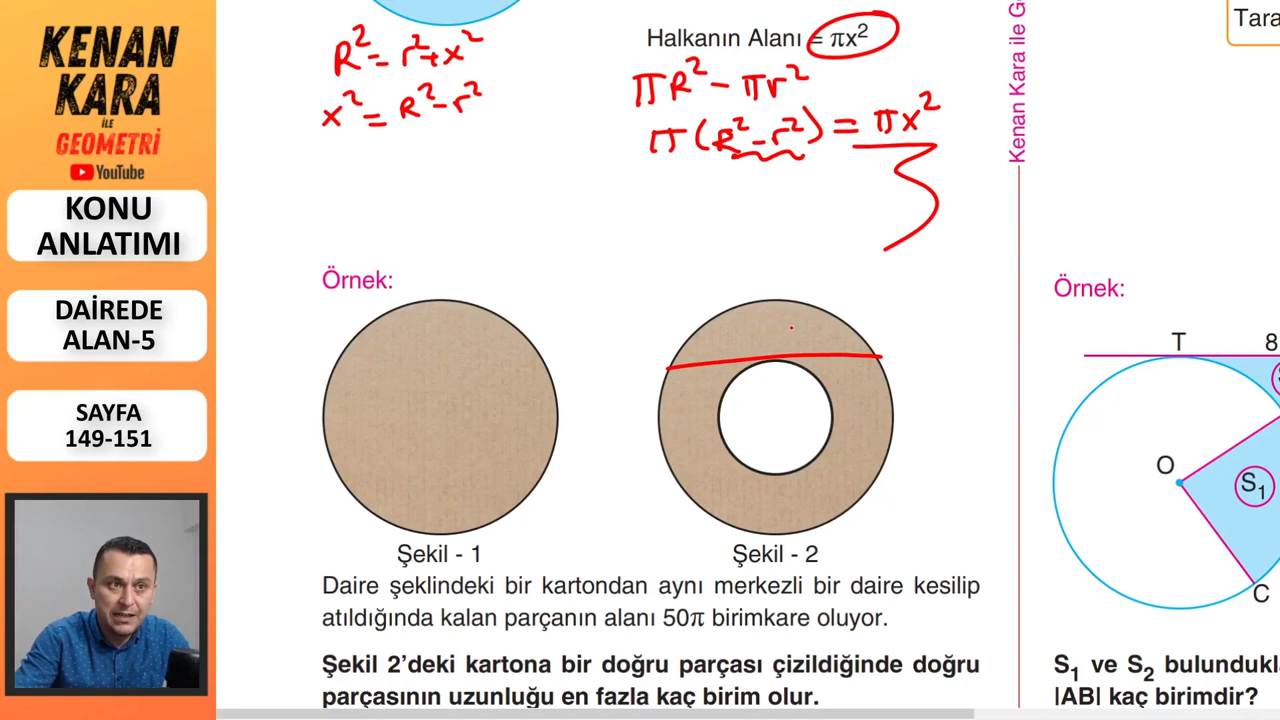 KENAN
KARA
İLE
GEOMETRİ
YouTube
KONU
ANLATIMI
DAİREDE
ALAN-5
SAYFA
149-151
R² = r² + x²
x² = R² - r²
Halkanın Alanı = πx²
πR² - πr²
π(R² - r²) = πx²
Örnek:
Şekil - 1
Şekil - 2
Daire şeklindeki bir kartondan aynı merkezli bir daire kesilip
atıldığında kalan parçanın alanı 50π birimkare oluyor.
Şekil 2’deki kartona bir doğru parçası çizildiğinde doğru
parçasının uzunluğu en fazla kaç birim olur.
Kenan Kara ile
Örnek:
T
8
O
S₁
C
S₁ ve S₂
|AB| kaç birimdir?